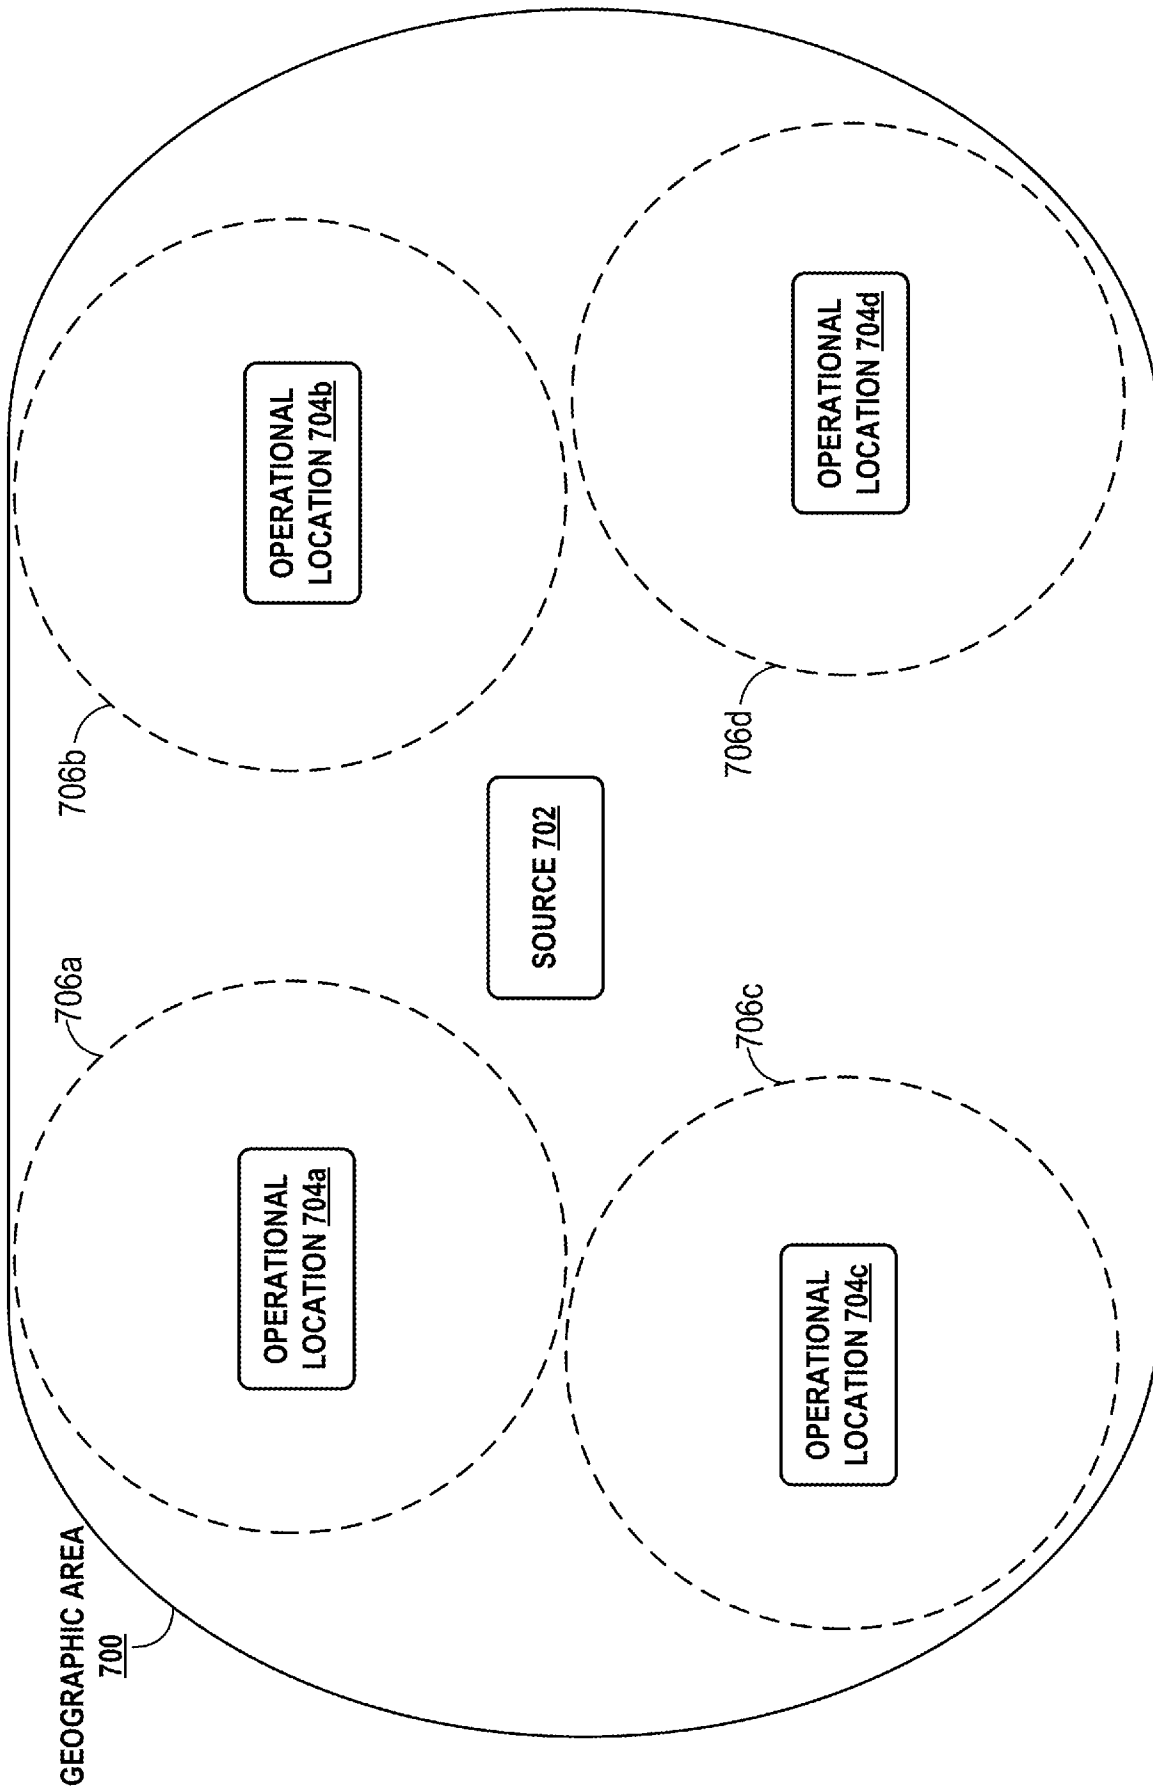 GEOGRAPHIC AREA
700
706a
706b
OPERATIONAL
LOCATION 704a
OPERATIONAL
LOCATION 704b
SOURCE 702
706c
706d
OPERATIONAL
LOCATION 704c
OPERATIONAL
LOCATION 704d